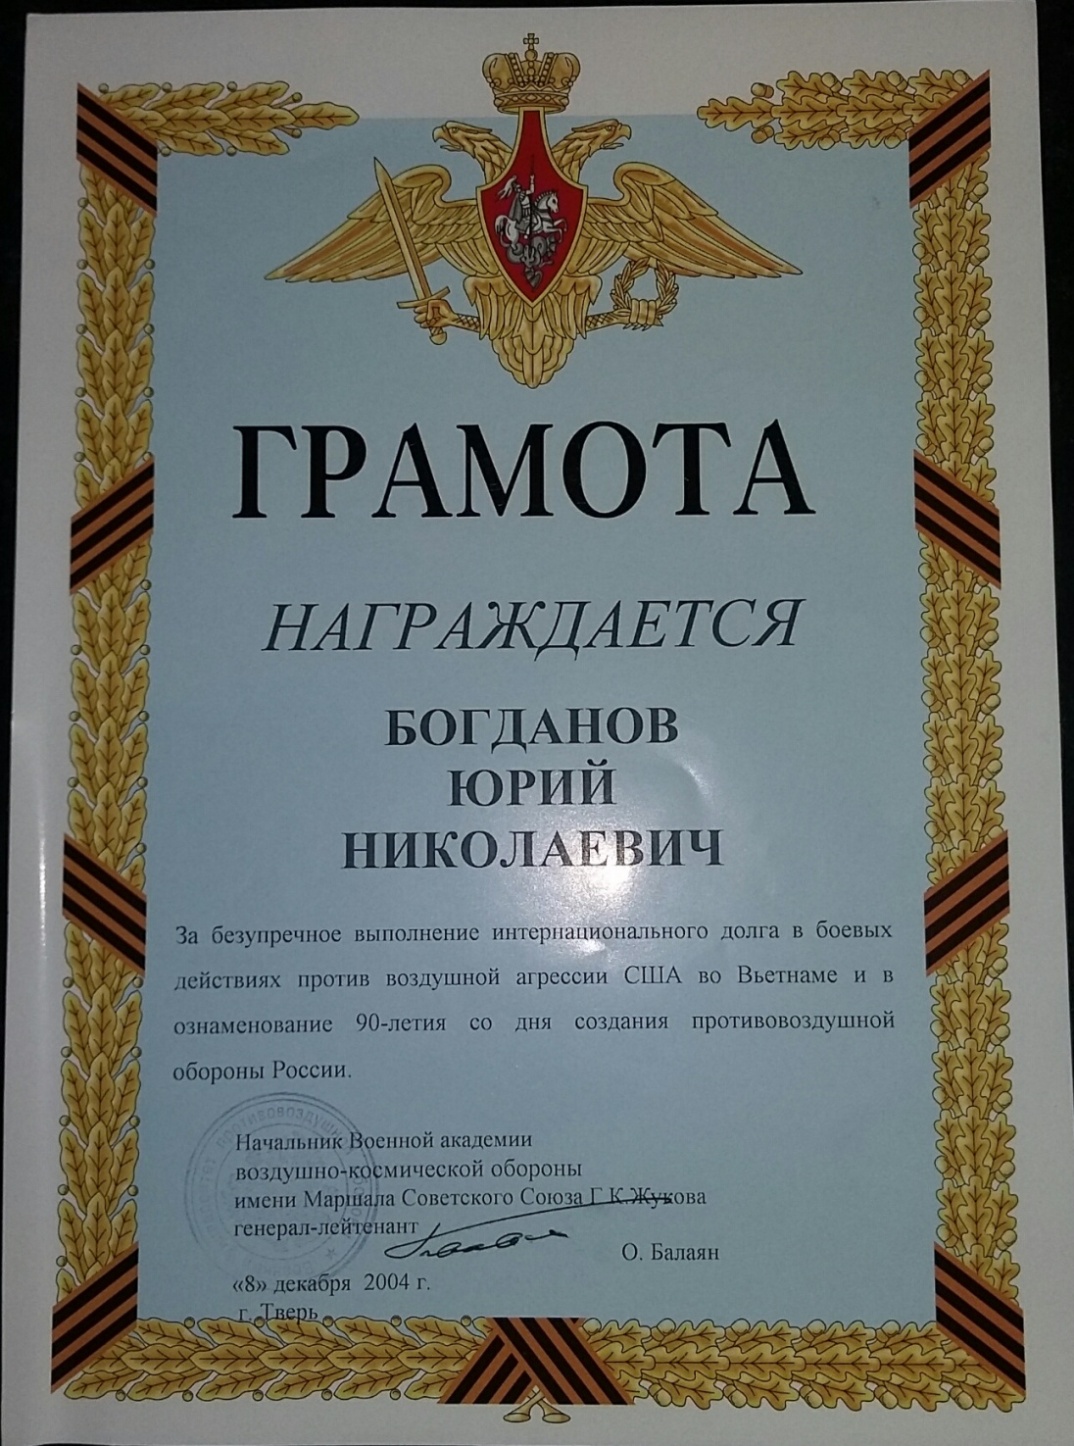 ГРАМОТА
НАГРАЖДАЕТСЯ
БОГДАНОВ
ЮРИЙ
НИКОЛАЕВИЧ
За безупречное выполнение интернационального долга в боевых
действиях против воздушной агрессии США во Вьетнаме и в
ознаменование 90-летия со дня создания противовоздушной
обороны России.
Начальник Военной академии
воздушно-космической обороны
имени Маршала Советского Союза Г.К.Жукова
генерал-лейтенант
О. Балаян
«8» декабря 2004 г.
г. Тверь